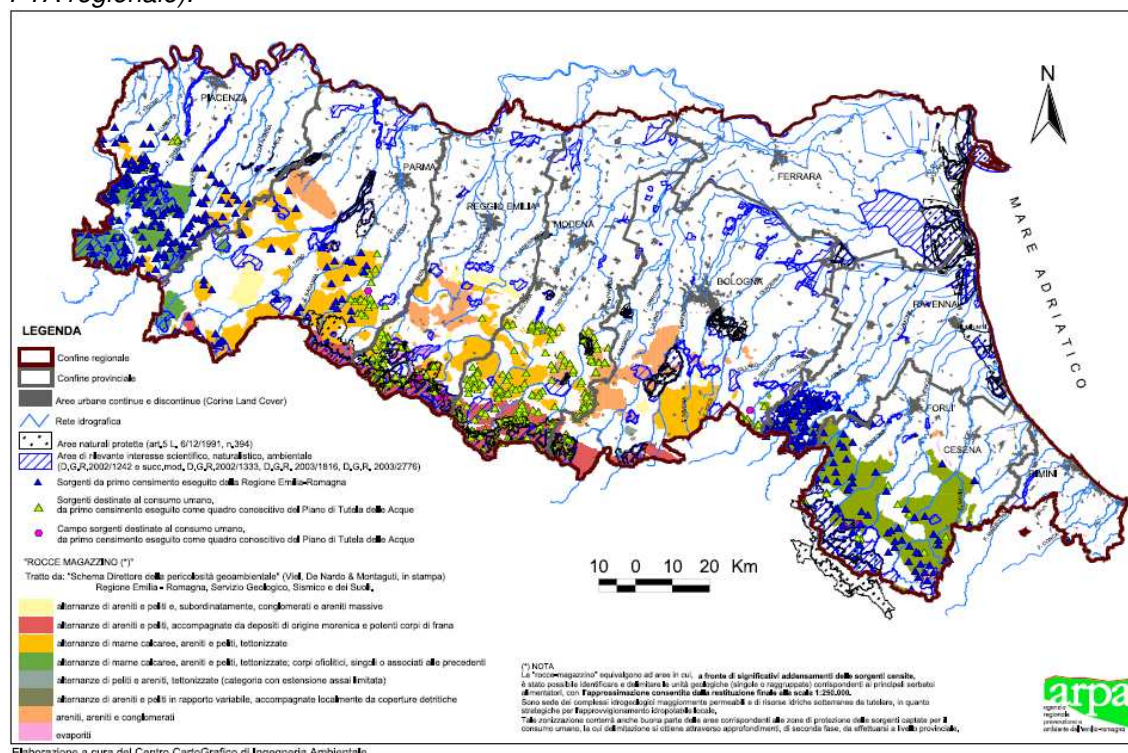 PTA regionale).
N
PIACENZA
PARMA
REGGIO EMILIA
MODENA
FERRARA
BOLOGNA
RAVENNA
FORLI'
CESENA
RIMINI
MARE ADRIATICO
LEGENDA
Confine regionale
Confine provinciale
Aree urbane continue e discontinue (Corine Land Cover)
Rete idrografica
Aree naturali protette (art.5 L. 6/12/1991, n.394)
Aree di rilevante interesse scientifico, naturalistico, ambientale
(D.G.R.2002/1242 e succ.mod. D.G.R.2002/1333, D.G.R. 2003/1816, D.G.R. 2003/2776)
Sorgenti da primo censimento eseguito dalla Regione Emilia-Romagna
Sorgenti destinate al consumo umano,
da primo censimento eseguito come quadro conoscitivo del Piano di Tutela delle Acque
Campo sorgenti destinate al consumo umano,
da primo censimento eseguito come quadro conoscitivo del Piano di Tutela delle Acque
"ROCCE MAGAZZINO (*)"
Tratto da: "Schema Direttore della pericolosità geoambientale" (Viel, De Nardo & Montaguti, in stampa)
Regione Emilia - Romagna, Servizio Geologico, Sismico e dei Suoli.
alternanze di areniti e peliti e, subordinatamente, conglomerati e areniti massive
alternanze di areniti e peliti, accompagnate da depositi di origine morenica e potenti corpi di frana
alternanze di marne calcaree, areniti e peliti, tettonizzate
alternanze di marne calcaree, areniti e peliti, tettonizzate; corpi ofiolitici, singoli o associati alle precedenti
alternanze di peliti e areniti, tettonizzate (categoria con estensione assai limitata)
alternanze di areniti e peliti in rapporto variabile, accompagnate localmente da coperture detritiche
areniti, areniti e conglomerati
evaporiti
10 0 10 20 Km
(*) NOTA
Le "rocce-magazzino" equivalgono ad aree in cui, a fronte di significativi addensamenti delle sorgenti censite,
è stato possibile identificare e delimitare le unità geologiche (singole o raggruppate) corrispondenti ai principali serbatoi
alimentatori, con l'approssimazione consentita dalla restituzione finale alla scala 1:250.000.
Sono sede dei complessi idrogeologici maggiormente permeabili e di risorse idriche sotterranee da tutelare, in quanto
strategiche per l'approvvigionamento idropotabile locale.
Tale zonizzazione conterrà anche buona parte delle aree corrispondenti alle zone di protezione delle sorgenti captate per il
consumo umano, la cui delimitazione si ottiene attraverso approfondimenti, di seconda fase, da effettuarsi a livello provinciale.
arpa
agenzia
regionale
prevenzione e
ambiente dell'emilia-romagna
Elaborazione a cura del Centro CartoGrafico di Ingegneria Ambientale